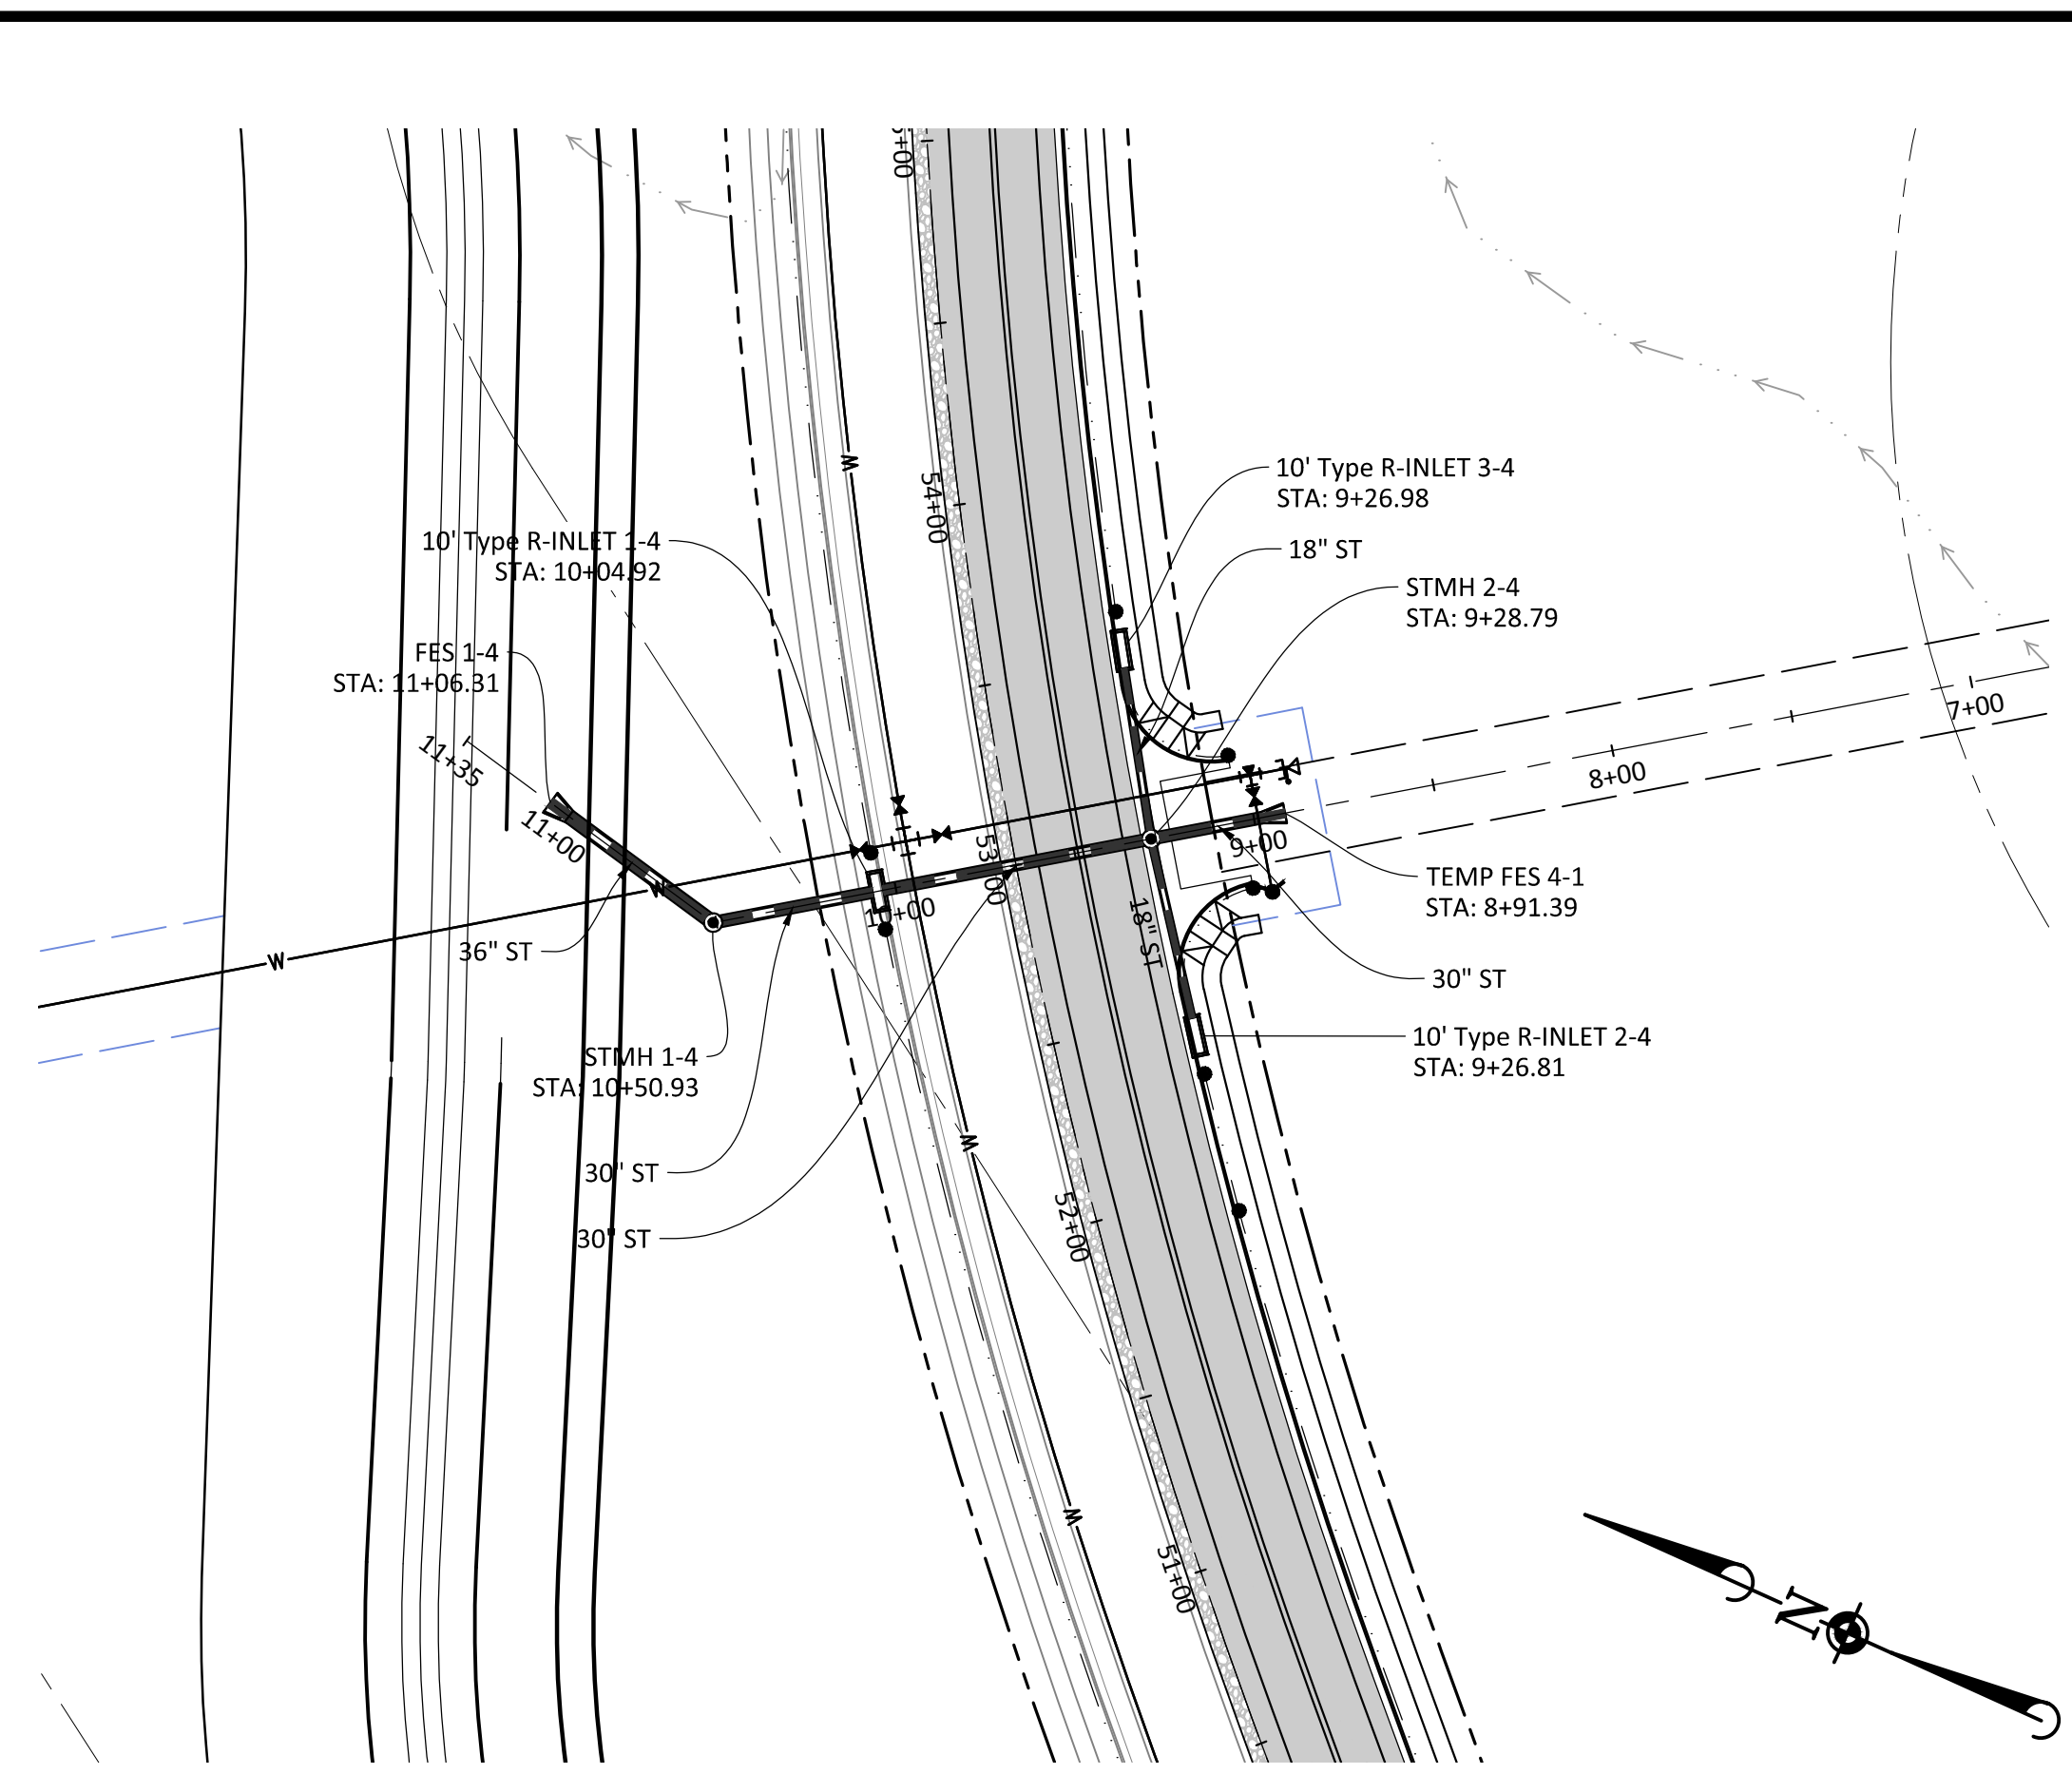 54+00
10' Type R-INLET 3-4
STA: 9+26.98
18" ST
10' Type R-INLET 1-4
STA: 10+04.92
STMH 2-4
STA: 9+28.79
FES 1-4
STA: 11+06.31
W
7+00
8+00
11+35
11+00
9+00
53+00
10+00
TEMP FES 4-1
STA: 8+91.39
18" ST
W
36" ST
W
30" ST
10' Type R-INLET 2-4
STA: 9+26.81
STMH 1-4
STA: 10+50.93
W
30" ST
52+00
30" ST
W
51+00
N